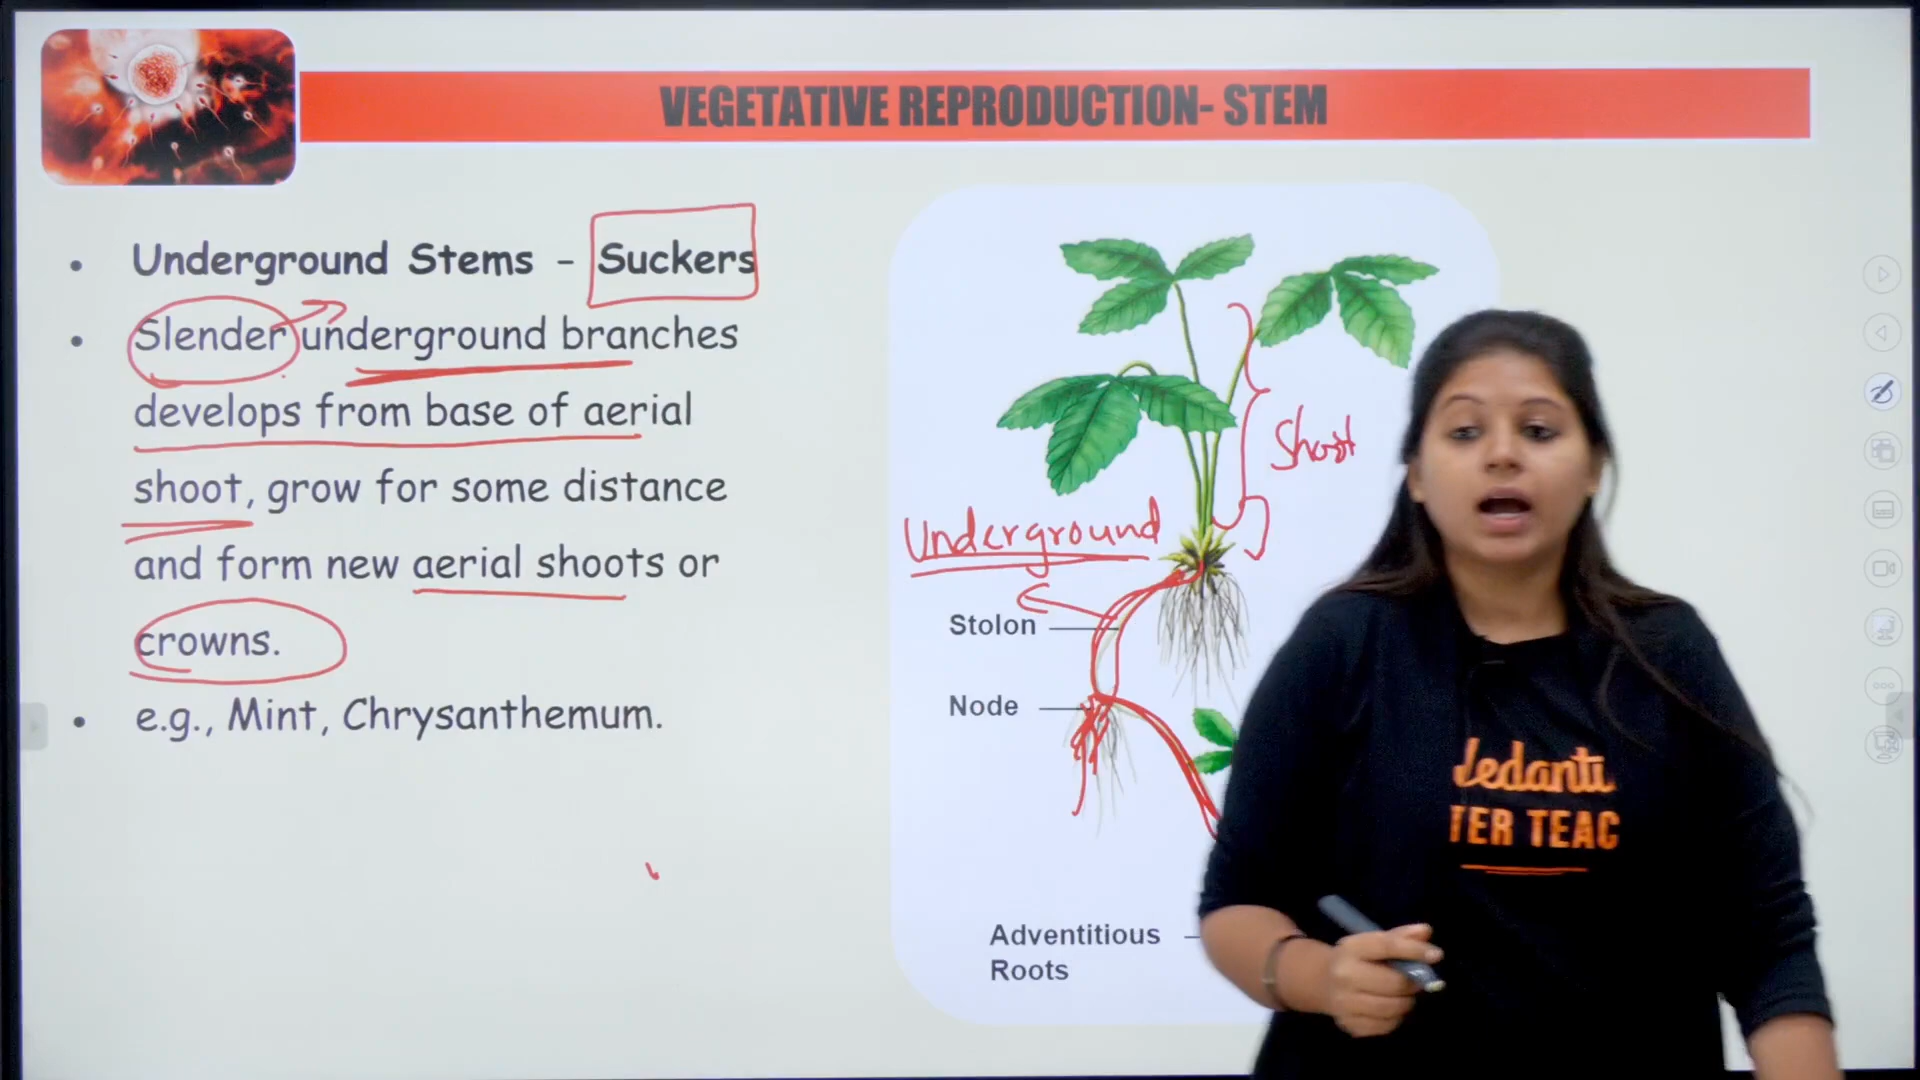 VEGETATIVE REPRODUCTION- STEM
• Underground Stems - Suckers
• Slender underground branches
develops from base of aerial
shoot, grow for some distance
and form new aerial shoots or
crowns.
• e.g., Mint, Chrysanthemum.
Shoot
Underground
Stolon
Node
Adventitious
Roots
Vedantu
TER TEAC